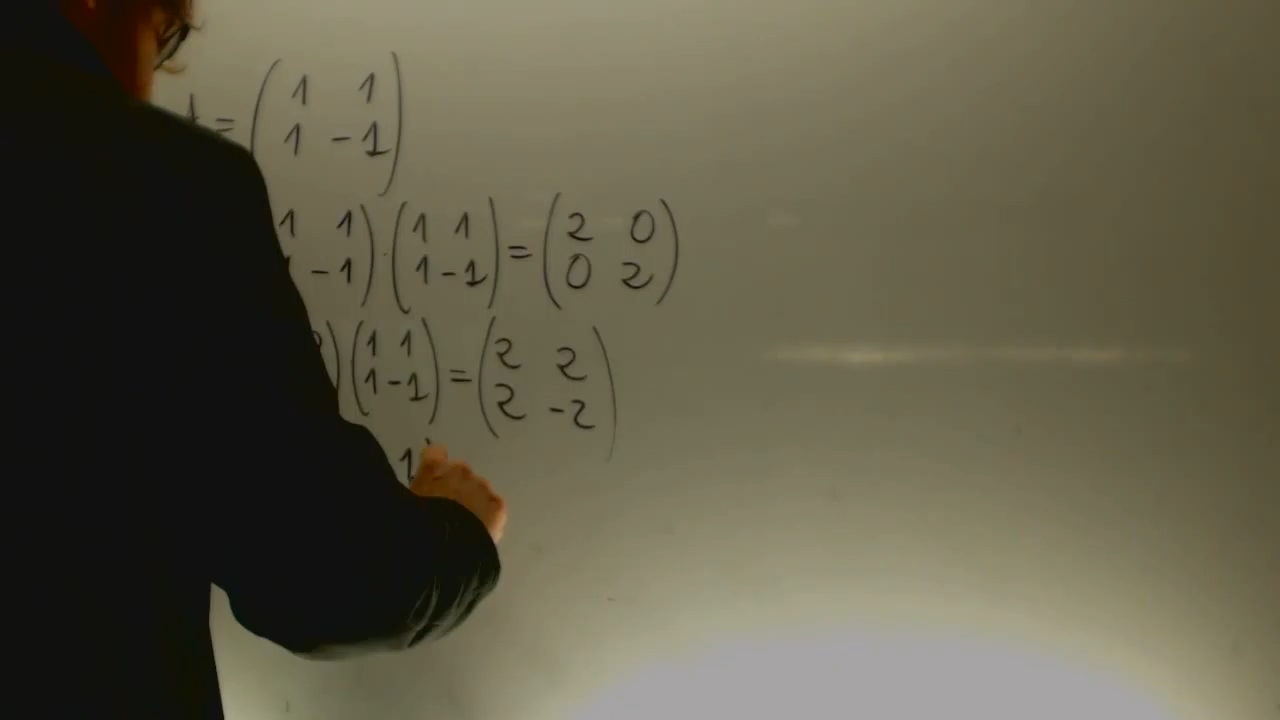 = ( 1 1
1 -1 )
1 1
-1 ) · ( 1 1
1 -1 ) = ( 2 0
0 2 )
) ( 1 1
1 -1 ) = ( 2 2
2 -2 )
1